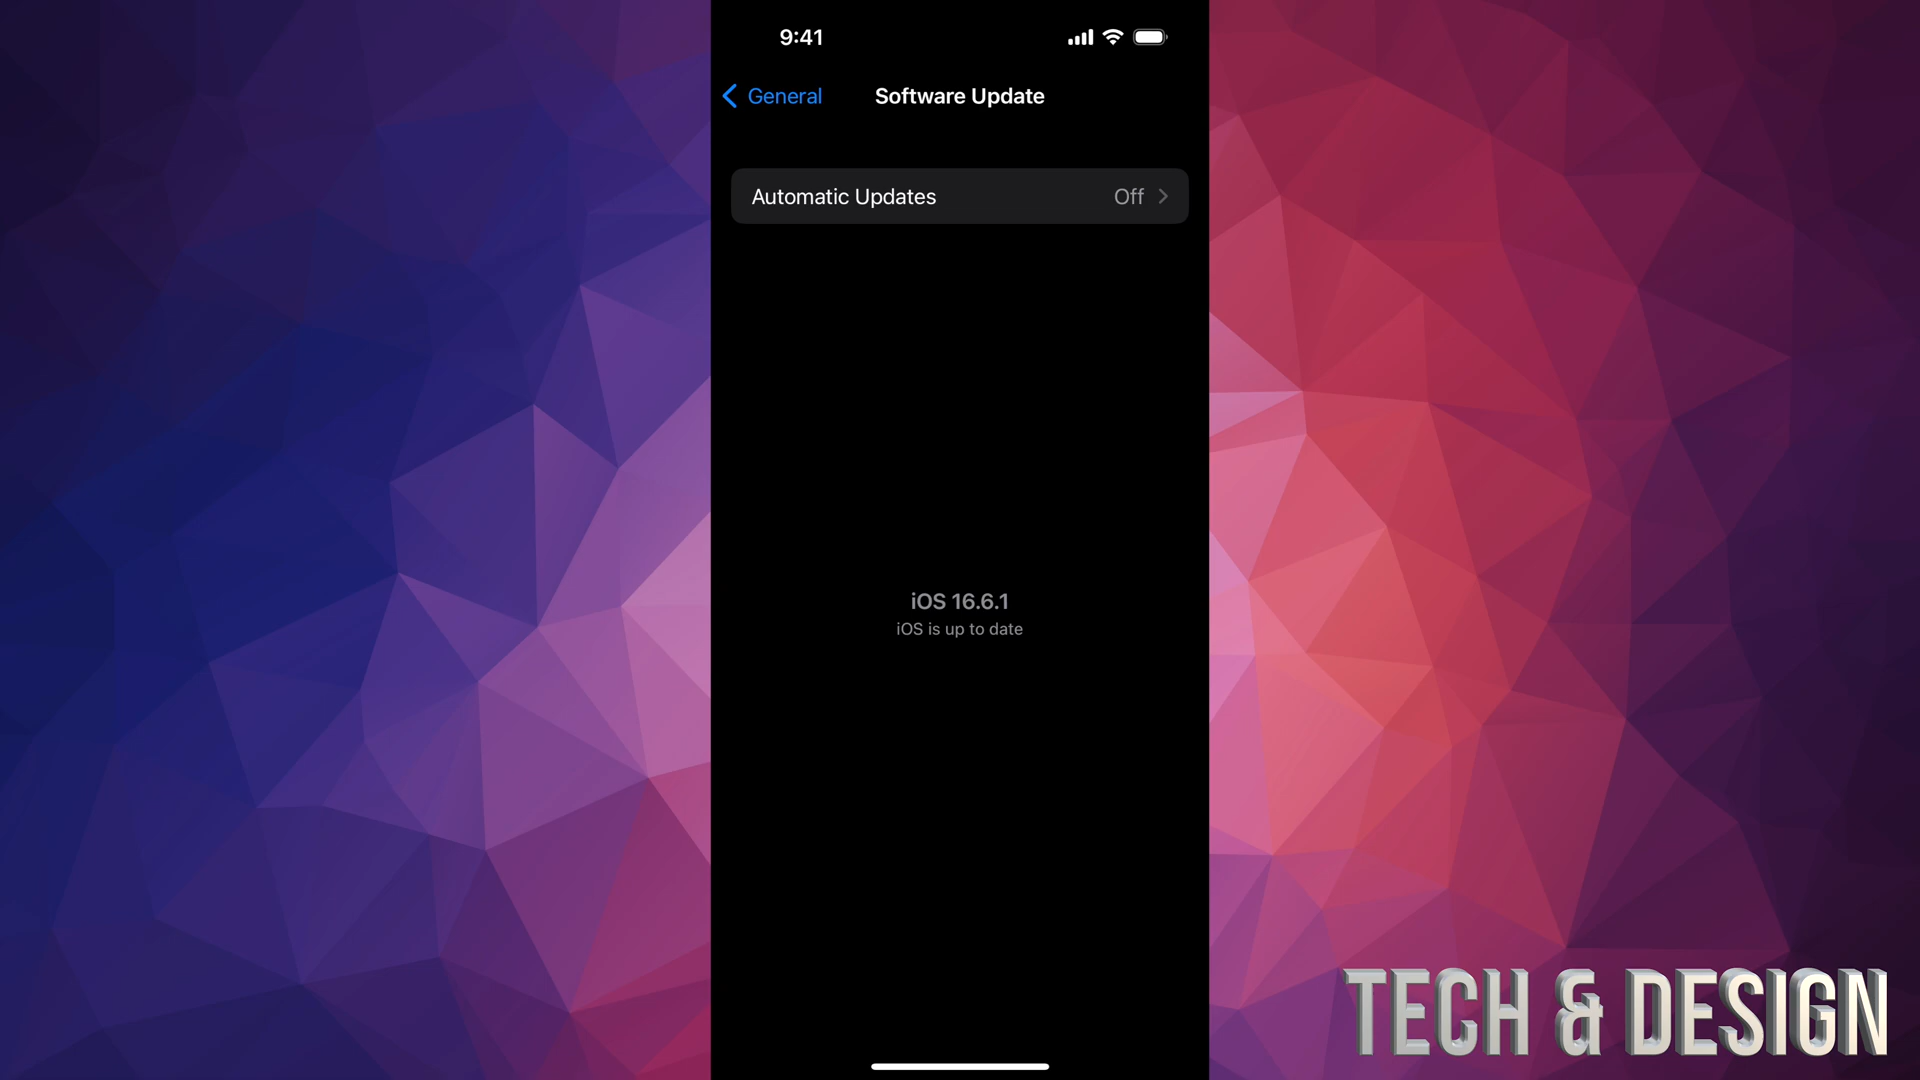 9:41
General
Software Update
Automatic Updates
Off
iOS 16.6.1
iOS is up to date
TECH & DESIGN